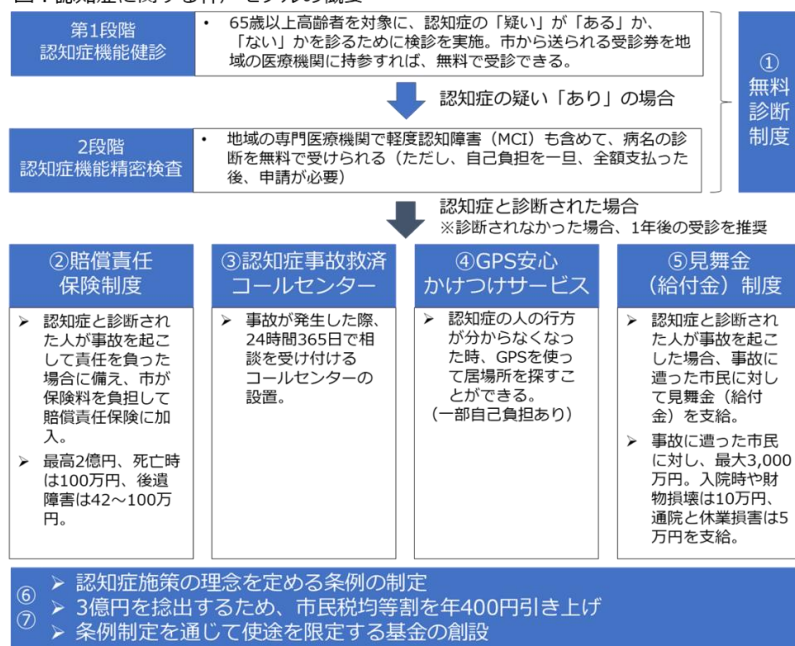 図：認知症に関する神戸モデルの概要
第1段階
認知症機能健診
• 65歳以上高齢者を対象に、認知症の「疑い」が「ある」か、
「ない」かを診るために検診を実施。市から送られる受診券を地
域の医療機関に持参すれば、無料で受診できる。
認知症の疑い「あり」の場合
2段階
認知症機能精密検査
• 地域の専門医療機関で軽度認知障害（MCI）も含めて、病名の診
断を無料で受けられる（ただし、自己負担を一旦、全額支払った
後、申請が必要）
①
無料
診断
制度
認知症と診断された場合
※診断されなかった場合、1年後の受診を推奨
②賠償責任
保険制度
➢ 認知症と診断され
た人が事故を起こ
して責任を負った
場合に備え、市が
保険料を負担して
賠償責任保険に加
入。
➢ 最高2億円、死亡時
は100万円、後遺
障害は42～100万
円。
③認知症事故救済
コールセンター
➢ 事故が発生した際、
24時間365日で相
談を受け付ける
コールセンターの
設置。
④GPS安心
かけつけサービス
➢ 認知症の人の行方
が分からなくなっ
た時、GPSを使っ
て居場所を探すこ
とができる。
（一部自己負担あり）
⑤見舞金
（給付金）制度
➢ 認知症と診断され
た人が事故を起こ
した場合、事故に
遭った市民に対し
て見舞金（給付
金）を支給。
➢ 事故に遭った市民
に対し、最大3,000
万円。入院時や財
物損壊は10万円、
通院と休業損害は5
万円を支給。
⑥
⑦
➢ 認知症施策の理念を定める条例の制定
➢ 3億円を捻出するため、市民税均等割を年400円引き上げ
➢ 条例制定を通じて使途を限定する基金の創設